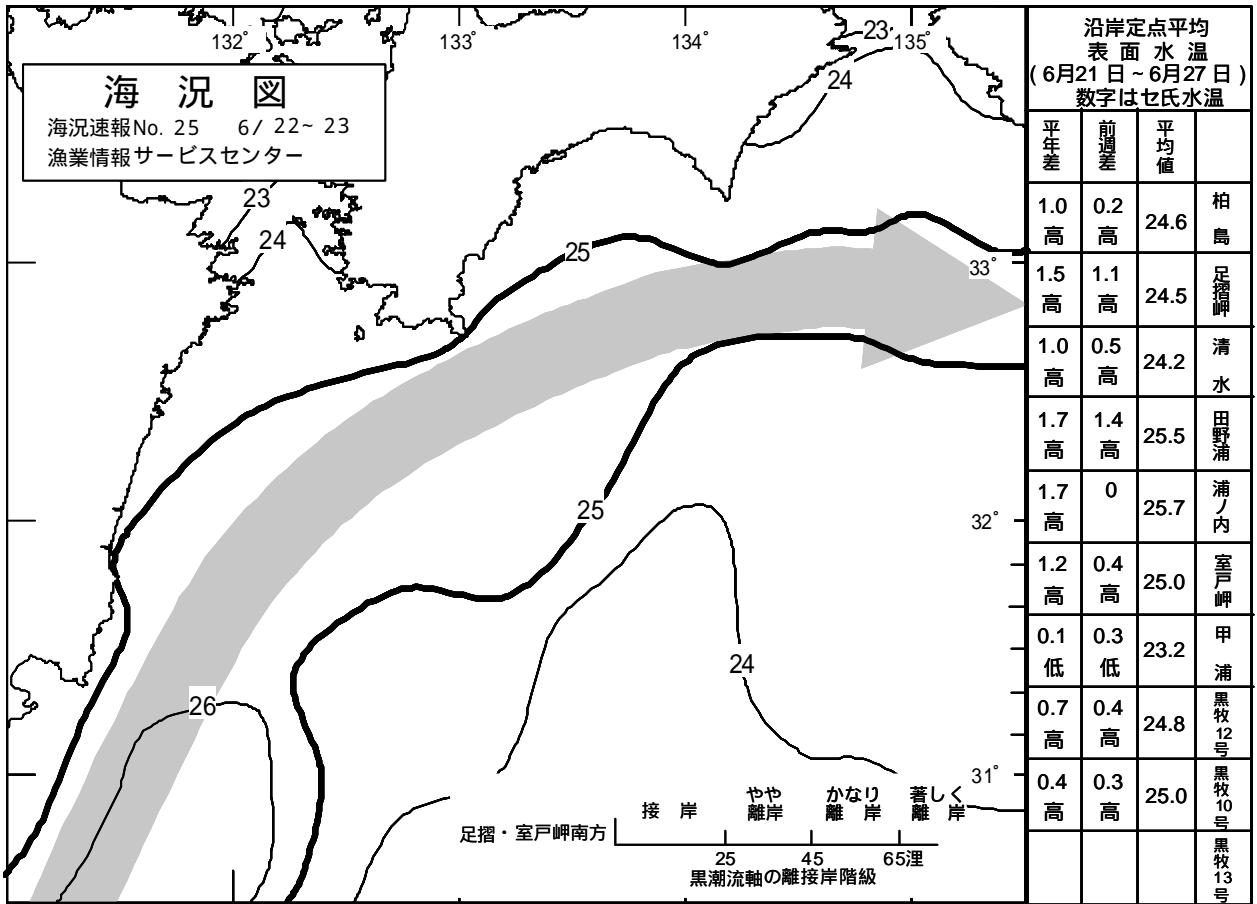 海況図
海況速報No. 25 6/ 22~ 23
漁業情報サービスセンター
132°
133°
134°
135°
23
24
23
24
25
33°
25
32°
24
26
31°
接岸
やや離岸
かなり離岸
著しく離岸
足摺・室戸岬南方
25 45 65浬
黒潮流軸の離接岸階級
沿岸定点平均
表面水温
(6月21日~6月27日)
数字はセ氏水温
平年差 前週差 平均値
1.0高 0.2高 24.6 柏島
1.5高 1.1高 24.5 足摺岬
1.0高 0.5高 24.2 清水
1.7高 1.4高 25.5 田野浦
1.7高 0 25.7 浦ノ内
1.2高 0.4高 25.0 室戸岬
0.1低 0.3低 23.2 甲浦
0.7高 0.4高 24.8 黒牧12号
0.4高 0.3高 25.0 黒牧10号
黒牧13号